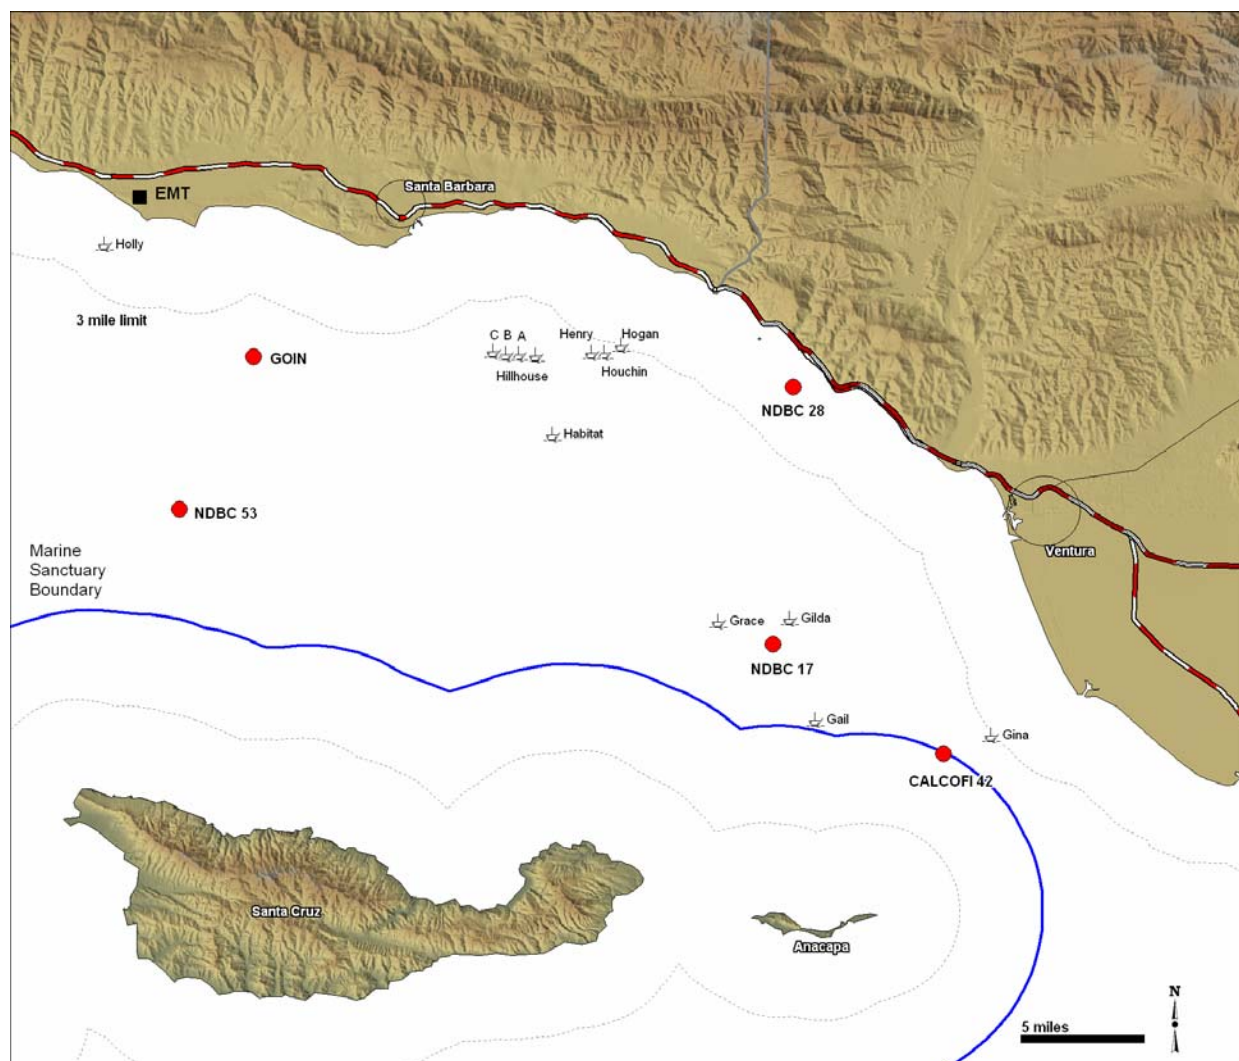 Santa Barbara
EMT
Holly
3 mile limit
GOIN
C B A
Hillhouse
Henry
Hogan
Houchin
NDBC 28
Habitat
NDBC 53
Marine
Sanctuary
Boundary
Ventura
Grace
Gilda
NDBC 17
Gail
Gina
CALCOFI 42
Santa Cruz
Anacapa
N
5 miles